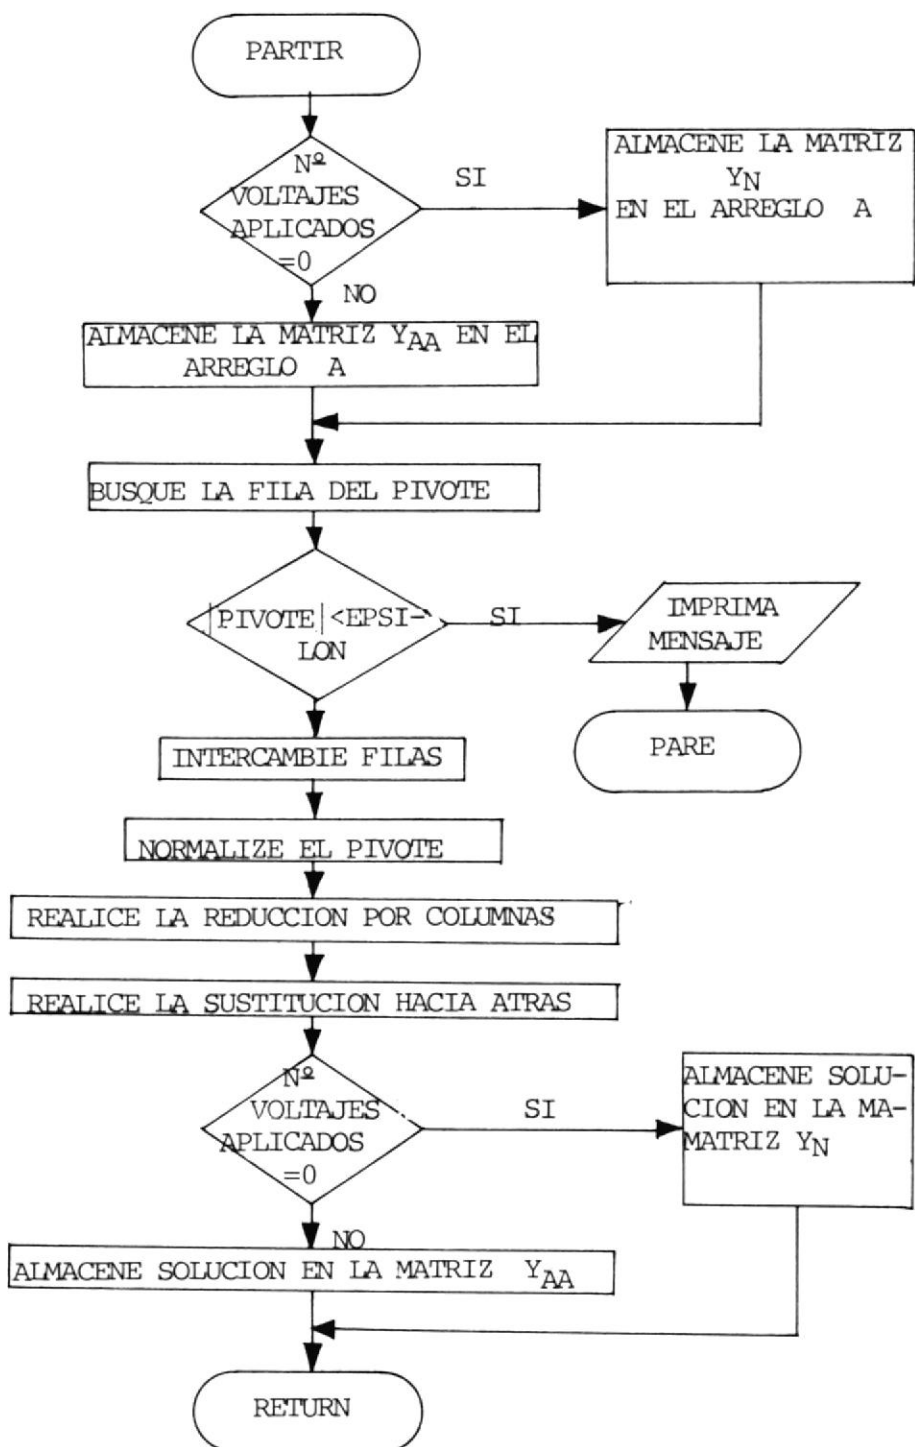 PARTIR
Nº
VOLTAJES
APLICADOS
=0
SI
ALMACENE LA MATRIZ
YN
EN EL ARREGLO A
NO
ALMACENE LA MATRIZ YAA EN EL
ARREGLO A
BUSQUE LA FILA DEL PIVOTE
|PIVOTE|<EPSI-
LON
SI
IMPRIMA
MENSAJE
PARE
INTERCAMBIE FILAS
NORMALIZE EL PIVOTE
REALICE LA REDUCCION POR COLUMNAS
REALICE LA SUSTITUCION HACIA ATRAS
Nº
VOLTAJES
APLICADOS
=0
SI
ALMACENE SOLU-
CION EN LA MA-
MATRIZ YN
NO
ALMACENE SOLUCION EN LA MATRIZ YAA
RETURN